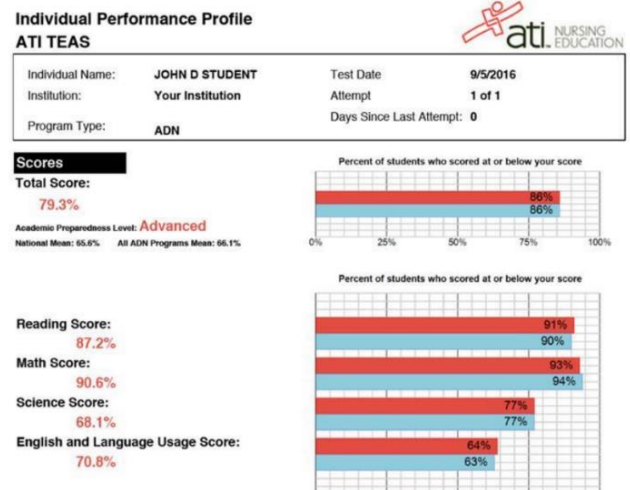 Individual Performance Profile
ATI TEAS
ati NURSING EDUCATION
Individual Name: JOHN D STUDENT Test Date 9/5/2016
Institution: Your Institution Attempt 1 of 1
Days Since Last Attempt: 0
Program Type: ADN
Scores
Percent of students who scored at or below your score
Total Score:
79.3%
86%
86%
Academic Preparedness Level: Advanced
National Mean: 65.6% All ADN Programs Mean: 66.1%
0% 25% 50% 75% 100%
Percent of students who scored at or below your score
Reading Score:
87.2%
91%
90%
Math Score:
90.6%
93%
94%
Science Score:
68.1%
77%
77%
English and Language Usage Score:
70.8%
64%
63%